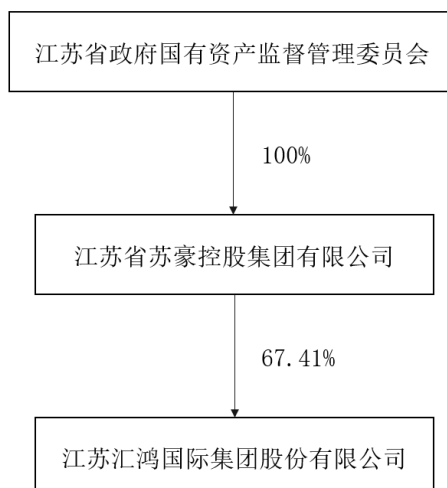 江苏省政府国有资产监督管理委员会
100%
江苏省苏豪控股集团有限公司
67.41%
江苏汇鸿国际集团股份有限公司